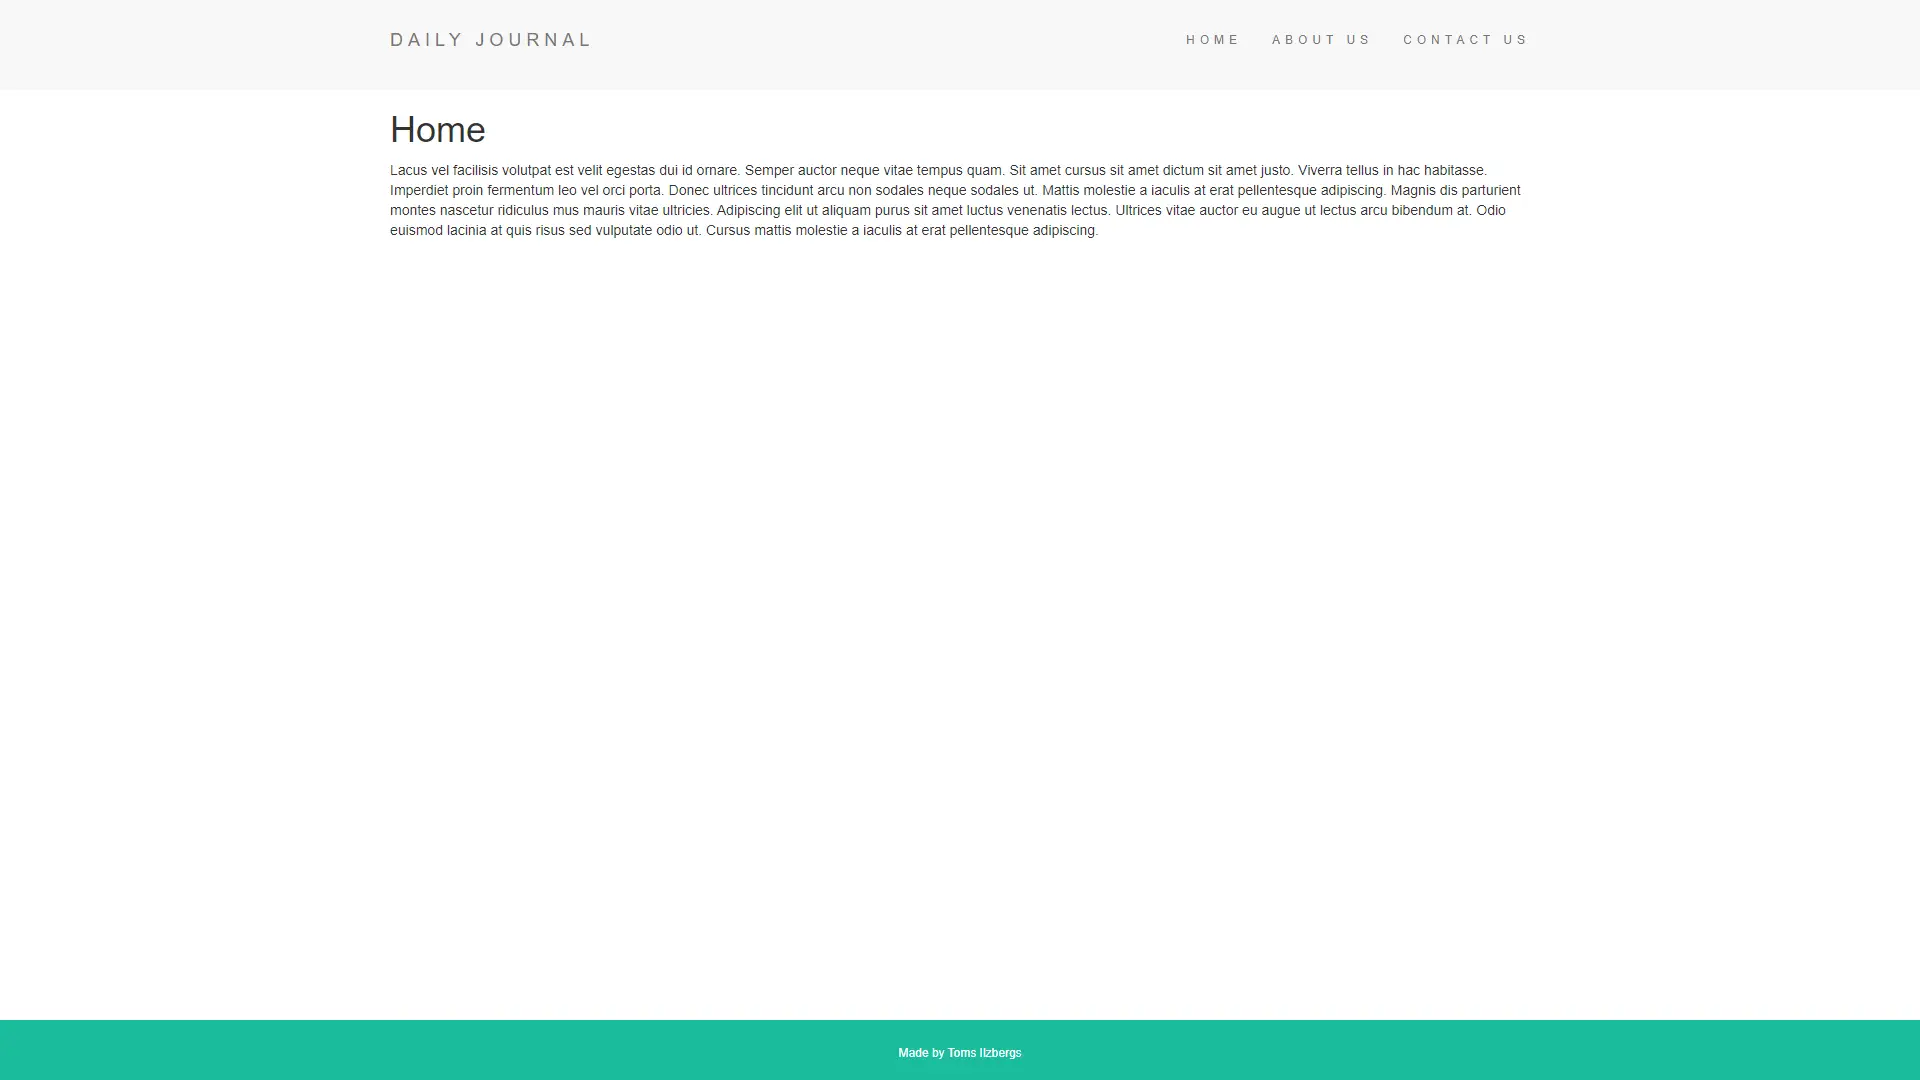 DAILY JOURNAL
HOME ABOUT US CONTACT US
Home
Lacus vel facilisis volutpat est velit egestas dui id ornare. Semper auctor neque vitae tempus quam. Sit amet cursus sit amet dictum sit amet justo. Viverra tellus in hac habitasse.
Imperdiet proin fermentum leo vel orci porta. Donec ultrices tincidunt arcu non sodales neque sodales ut. Mattis molestie a iaculis at erat pellentesque adipiscing. Magnis dis parturient
montes nascetur ridiculus mus mauris vitae ultricies. Adipiscing elit ut aliquam purus sit amet luctus venenatis lectus. Ultrices vitae auctor eu augue ut lectus arcu bibendum at. Odio
euismod lacinia at quis risus sed vulputate odio ut. Cursus mattis molestie a iaculis at erat pellentesque adipiscing.
Made by Toms Ilzbergs